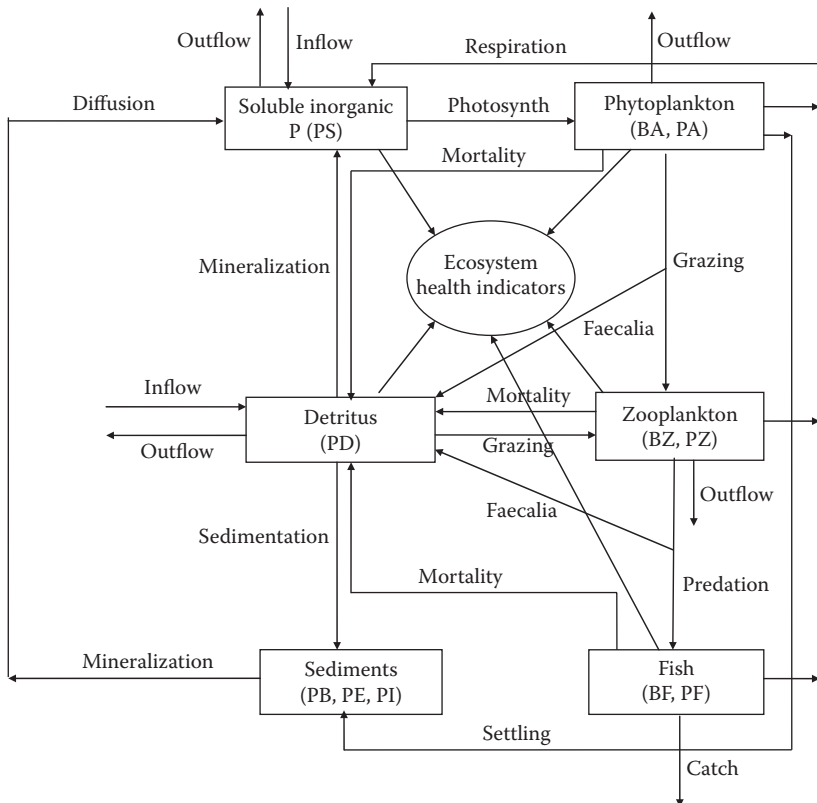 Outflow
Inflow
Respiration
Outflow
Diffusion
Soluble inorganic
P (PS)
Photosynth
Phytoplankton
(BA, PA)
Mortality
Mineralization
Ecosystem
health indicators
Grazing
Faecalia
Inflow
Mortality
Detritus
(PD)
Zooplankton
(BZ, PZ)
Outflow
Grazing
Outflow
Faecalia
Sedimentation
Mortality
Predation
Mineralization
Sediments
(PB, PE, PI)
Fish
(BF, PF)
Settling
Catch